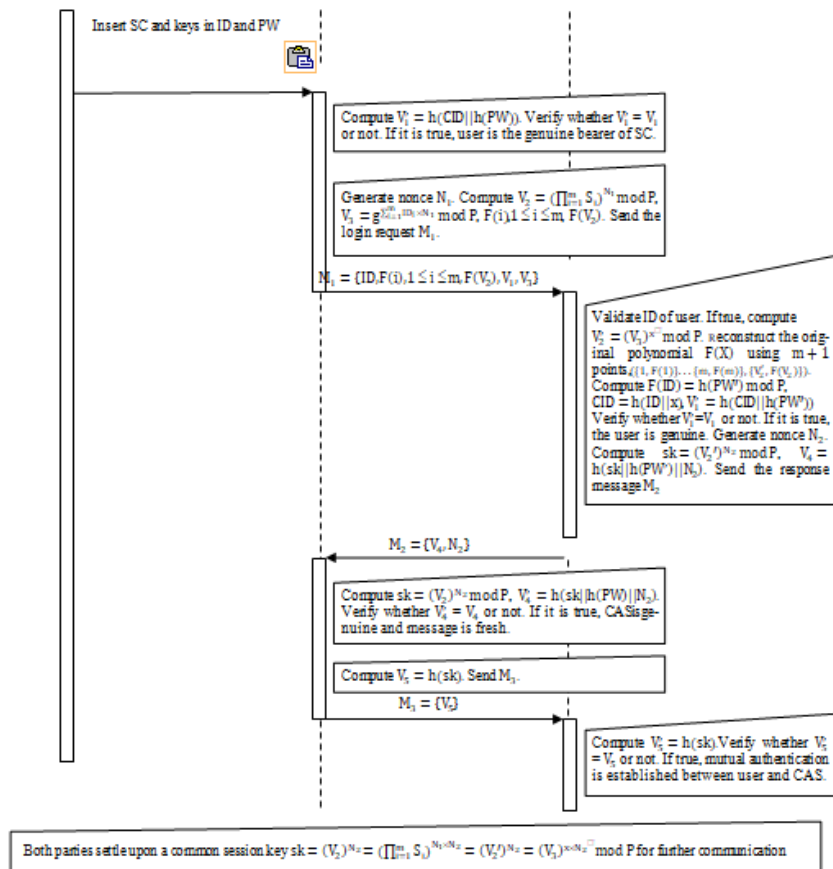 Insert SC and keys in ID and PW
Compute V₁' = h(CID||h(PW)). Verify whether V₁' = V₁
or not. If it is true, user is the genuine bearer of SC.
Generate nonce N₁. Compute V₂ = (∏ᵢ₌₁ᵐ Sᵢ)^N₁ mod P,
V₃ = g^(∑ᵢ₌₁ᵐ IDᵢ×N₁) mod P, F(i),1 ≤ i ≤ m, F(V₂). Send the
login request M₁.
M₁ = {ID,F(i),1 ≤ i ≤ m, F(V₂), V₁, V₃}
Validate ID of user. If true, compute
V₂' = (V₃)^x□ mod P. Reconstruct the orig-
inal polynomial F(X) using m + 1
points,({1, F(1)}…{m, F(m)}, {V₂', F(V₂)}).
Compute F(ID) = h(PW') mod P,
CID = h(ID||x), V₁' = h(CID||h(PW'))
Verify whether V₁'=V₁ or not. If it is true,
the user is genuine. Generate nonce N₂.
Compute sk = (V₂')^N₂ mod P, V₄ =
h(sk||h(PW')||N₂). Send the response
message M₂
M₂ = {V₄, N₂}
Compute sk = (V₂)^N₂ mod P, V₄' = h(sk||h(PW)||N₂).
Verify whether V₄' = V₄ or not. If it is true, CASisge-
nuine and message is fresh.
Compute V₅ = h(sk). Send M₃.
M₃ = {V₅}
Compute V₅' = h(sk).Verify whether V₅'
= V₅ or not. If true, mutual authentication
is established between user and CAS.
Both parties settle upon a common session key sk = (V₂)^N₂ = (∏ᵢ₌₁ᵐ Sᵢ)^N₁×N₂ = (V₂')^N₂ = (V₃)^x×N₂□ mod P for further communication